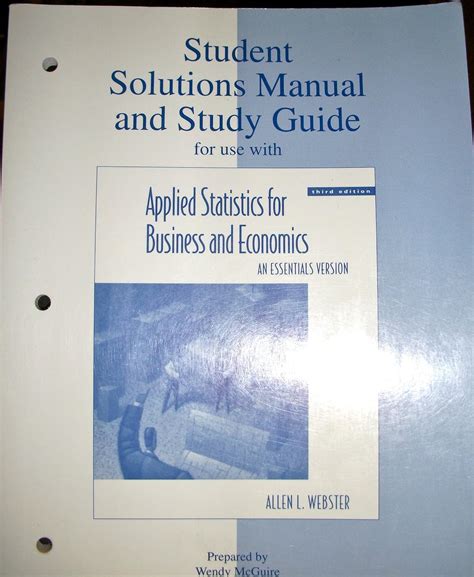 Student
Solutions Manual
and Study Guide
for use with
third edition
Applied Statistics for
Business and Economics
AN ESSENTIALS VERSION
ALLEN L. WEBSTER
Prepared by
Wendy McGuire